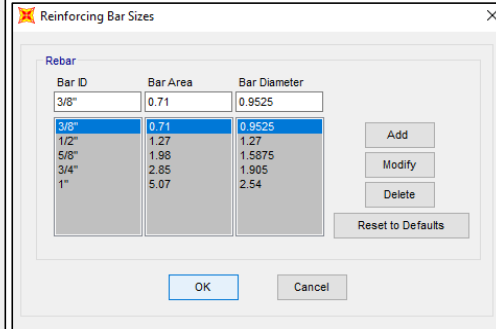 Reinforcing Bar Sizes
Rebar
Bar ID Bar Area Bar Diameter
3/8" 0.71 0.9525
3/8" 0.71 0.9525
1/2" 1.27 1.27
5/8" 1.98 1.5875
3/4" 2.85 1.905
1" 5.07 2.54
Add
Modify
Delete
Reset to Defaults
OK Cancel